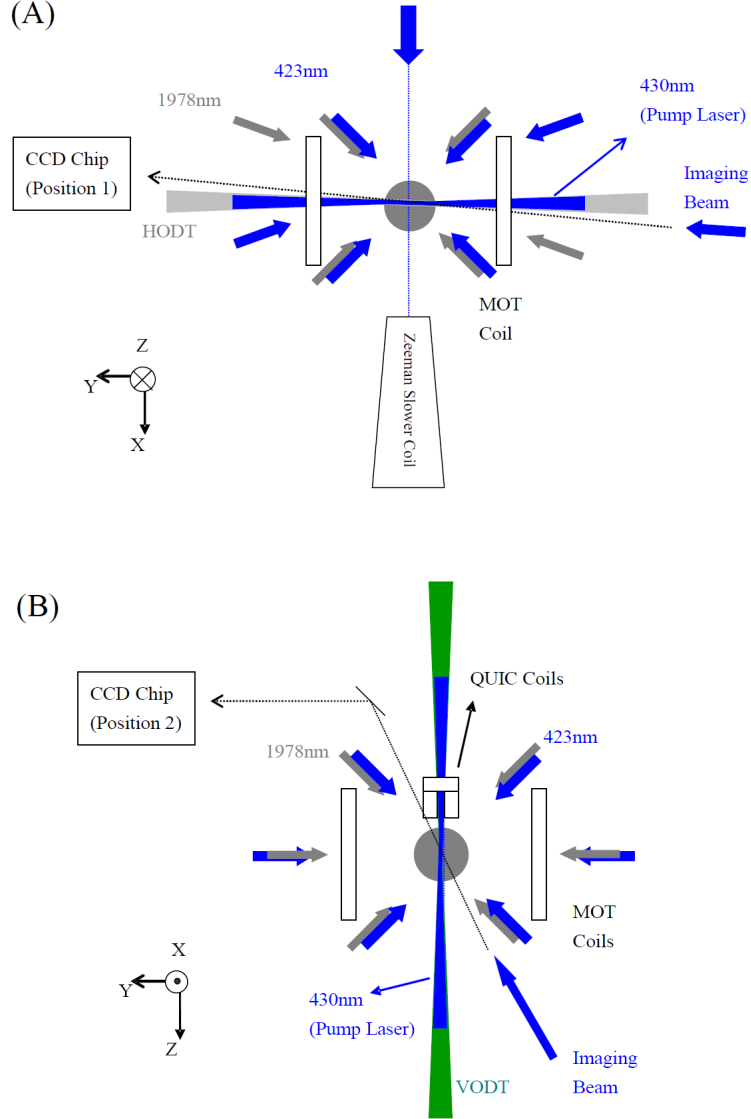 (A)
423nm
1978nm
430nm
(Pump Laser)
CCD Chip
(Position 1)
Imaging
Beam
HODT
MOT
Coil
Zeeman Slower Coil
Z
Y
X
(B)
QUIC Coils
CCD Chip
(Position 2)
1978nm
423nm
MOT
Coils
X
Y
Z
430nm
(Pump Laser)
Imaging
Beam
VODT